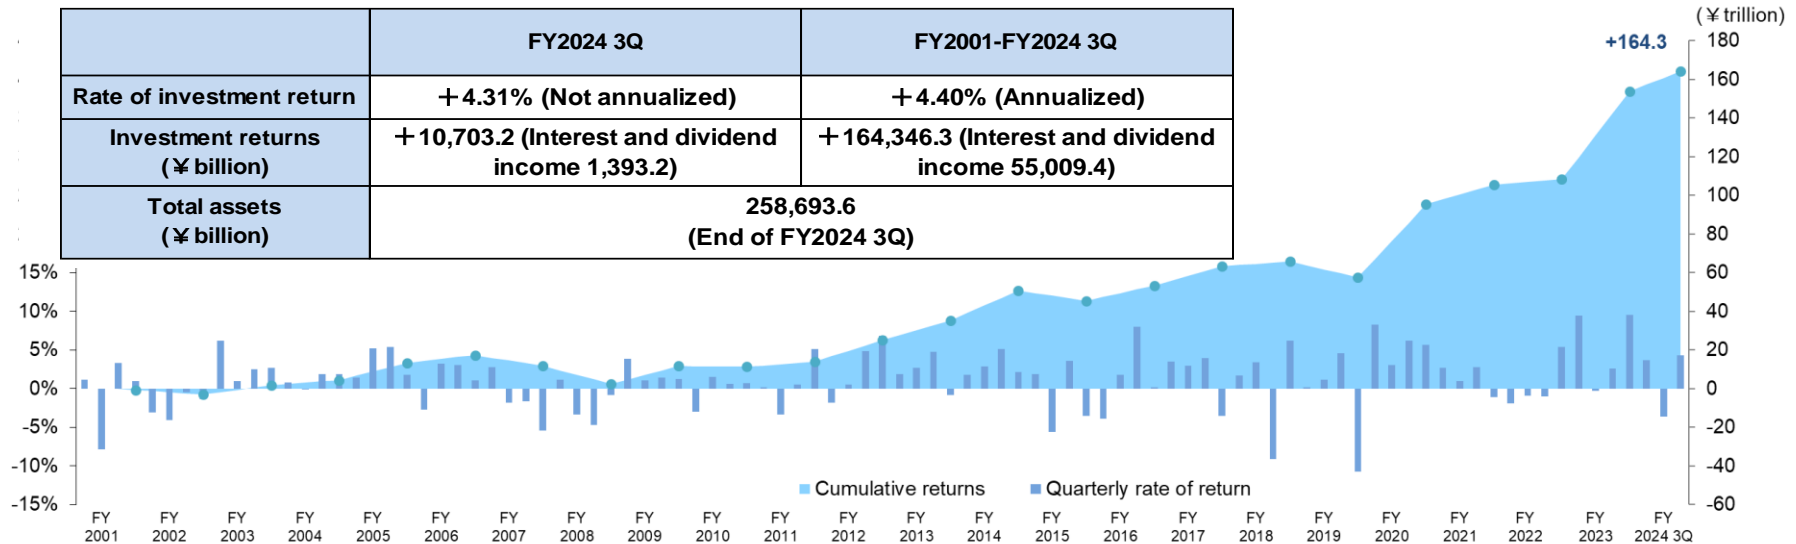 (¥trillion)
FY2024 3Q
FY2001-FY2024 3Q
Rate of investment return
+4.31% (Not annualized)
+4.40% (Annualized)
Investment returns
(¥billion)
+10,703.2 (Interest and dividend
income 1,393.2)
+164,346.3 (Interest and dividend
income 55,009.4)
Total assets
(¥billion)
258,693.6
(End of FY2024 3Q)
+164.3
180
160
140
120
100
80
60
40
20
0
-20
-40
-60
15%
10%
5%
0%
-5%
-10%
-15%
Cumulative returns
Quarterly rate of return
FY
2001
FY
2002
FY
2003
FY
2004
FY
2005
FY
2006
FY
2007
FY
2008
FY
2009
FY
2010
FY
2011
FY
2012
FY
2013
FY
2014
FY
2015
FY
2016
FY
2017
FY
2018
FY
2019
FY
2020
FY
2021
FY
2022
FY
2023
FY
2024 3Q